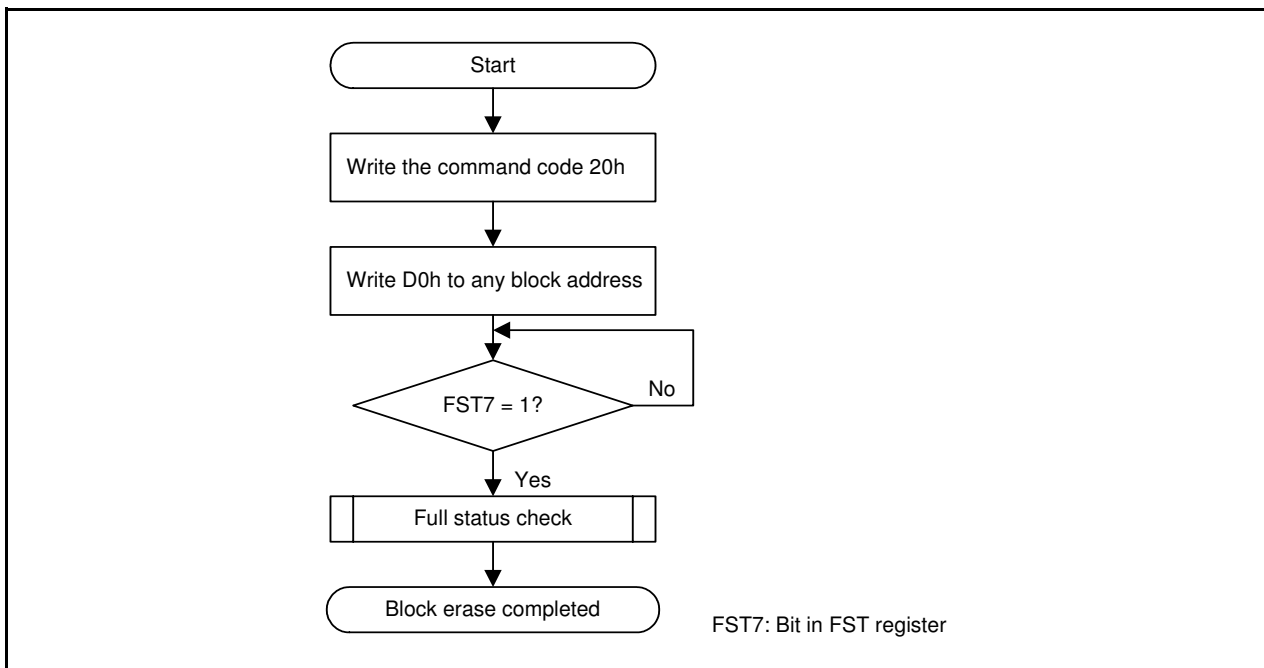 Start
Write the command code 20h
Write D0h to any block address
FST7 = 1?
No
Yes
Full status check
Block erase completed
FST7: Bit in FST register